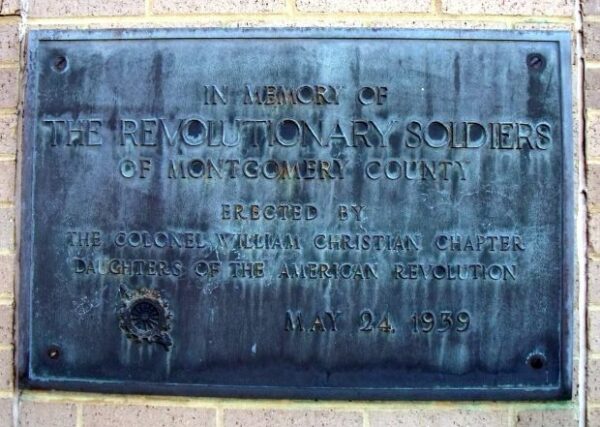 IN MEMORY OF
THE REVOLUTIONARY SOLDIERS
OF MONTGOMERY COUNTY
ERECTED BY
THE COLONEL WILLIAM CHRISTIAN CHAPTER
DAUGHTERS OF THE AMERICAN REVOLUTION
MAY 24, 1939